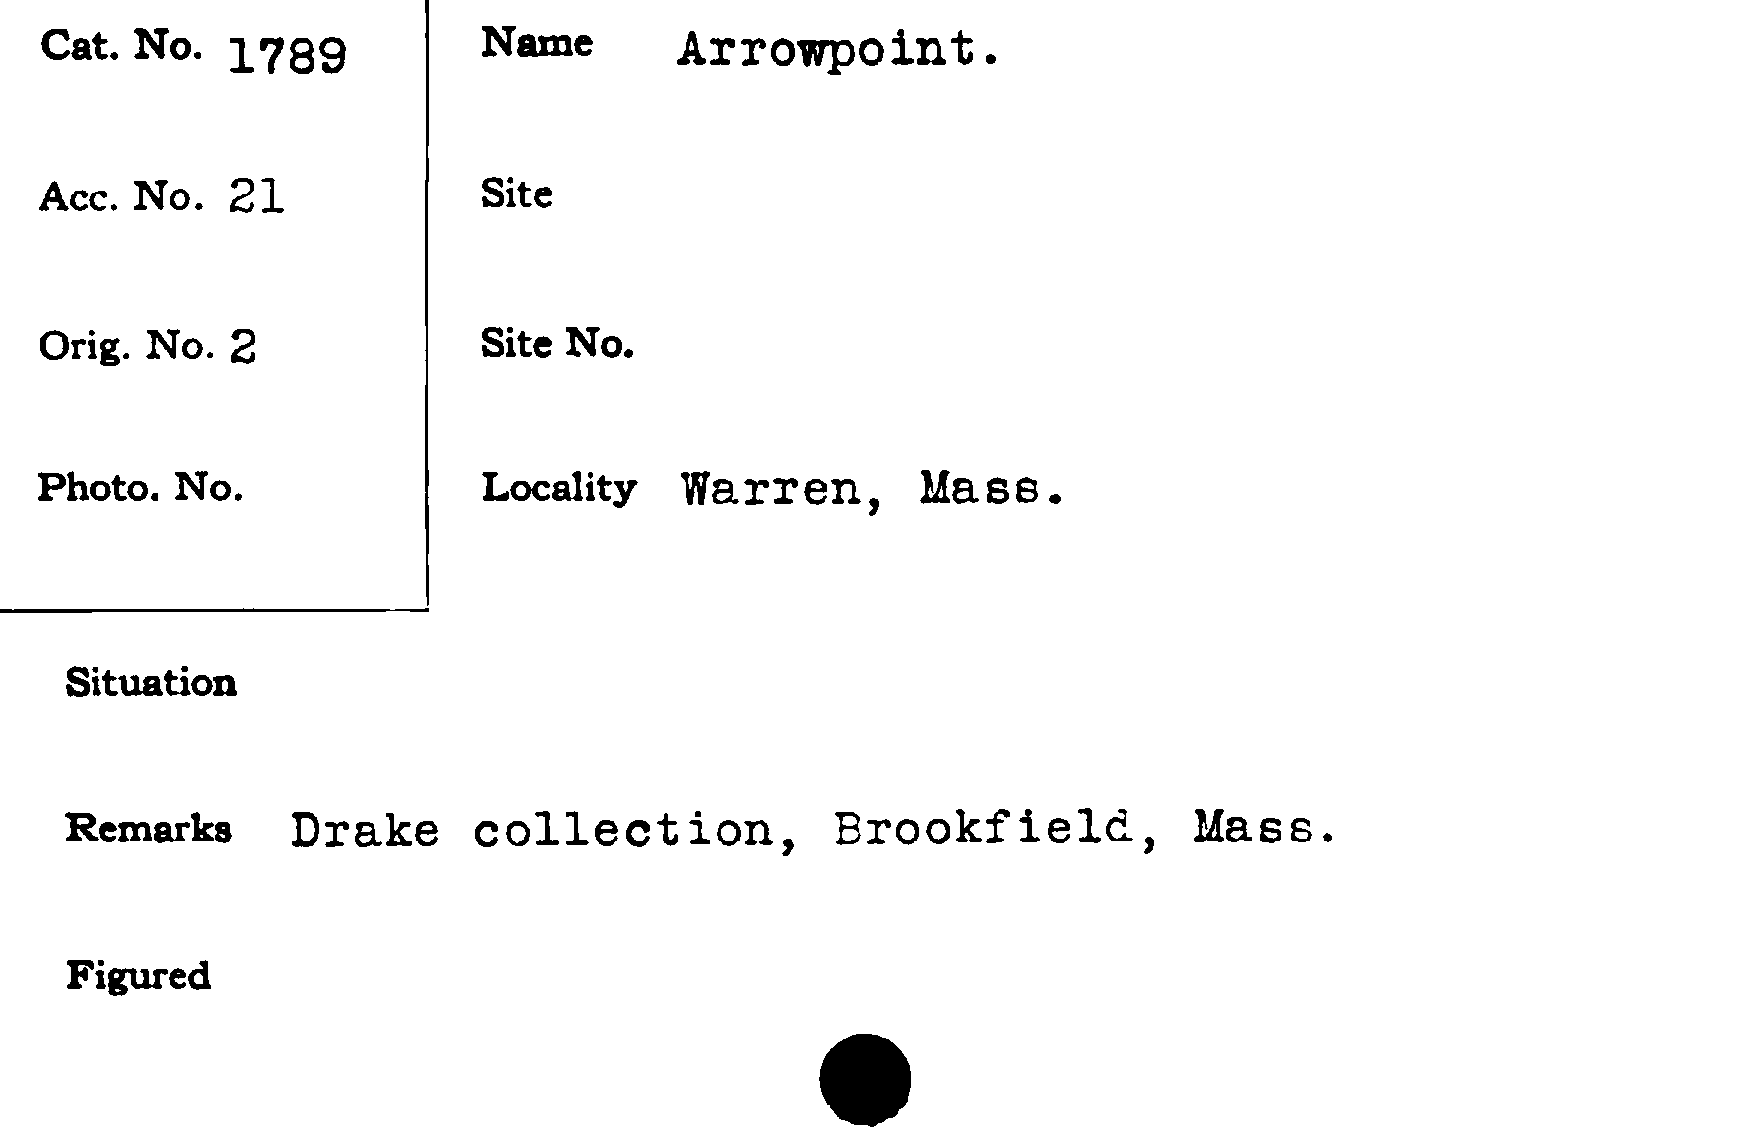 Cat. No. 1789
Acc. No. 21
Orig. No. 2
Photo. No.
Name Arrowpoint.
Site
Site No.
Locality Warren, Mass.
Situation
Remarks Drake collection, Brookfield, Mass.
Figured